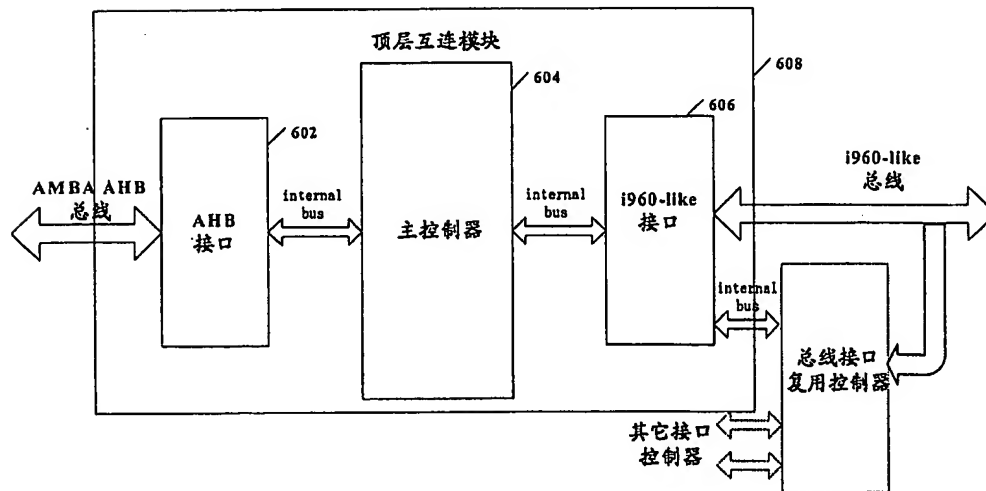 顶层互连模块
608
604
606
602
i960-like
总线
AMBA AHB
总线
internal
bus
internal
bus
AHB
接口
主控制器
i960-like
接口
internal
bus
总线接口
复用控制器
其它接口
控制器